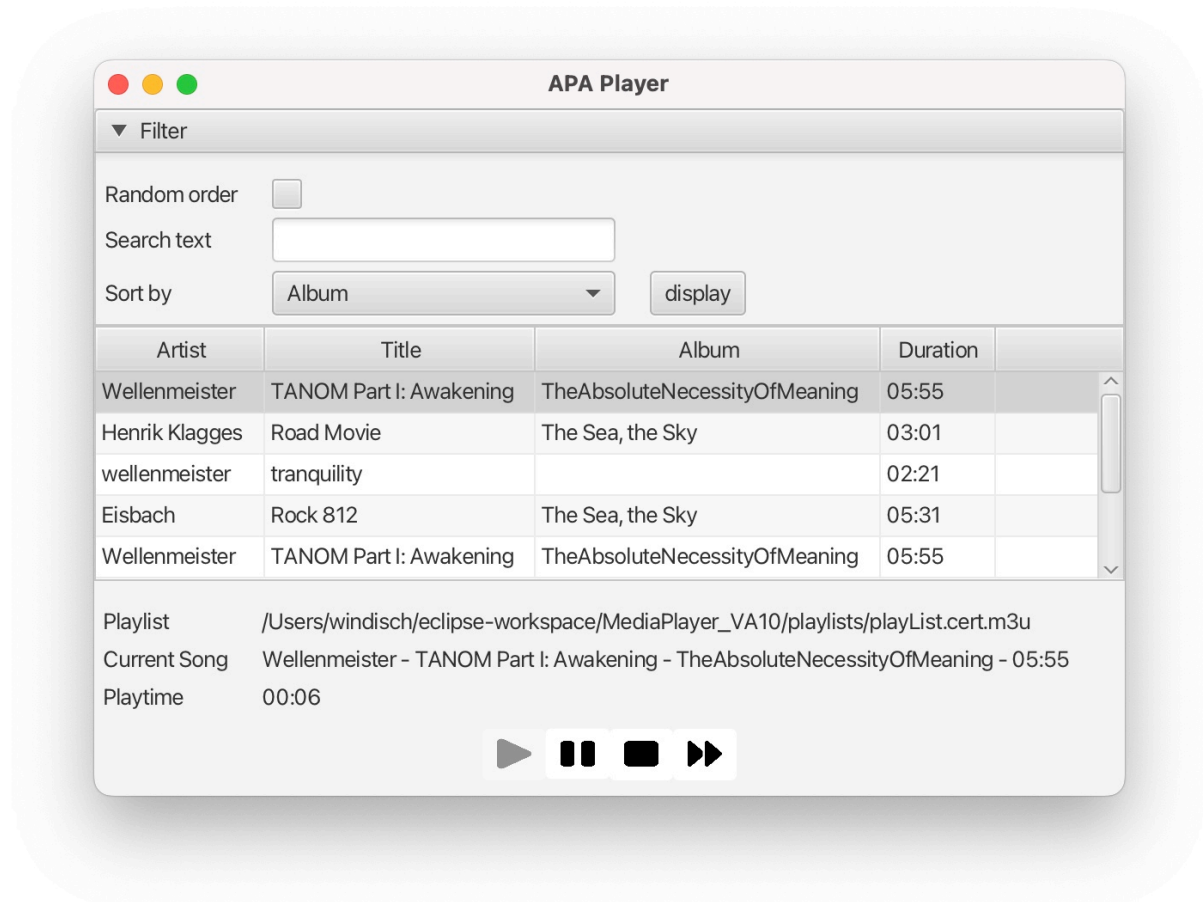 APA Player
Filter
Random order
Search text
Sort by Album display
Artist Title Album Duration
Wellenmeister TANOM Part I: Awakening TheAbsoluteNecessityOfMeaning 05:55
Henrik Klagges Road Movie The Sea, the Sky 03:01
wellenmeister tranquility 02:21
Eisbach Rock 812 The Sea, the Sky 05:31
Wellenmeister TANOM Part I: Awakening TheAbsoluteNecessityOfMeaning 05:55
Playlist /Users/windisch/eclipse-workspace/MediaPlayer_VA10/playlists/playList.cert.m3u
Current Song Wellenmeister - TANOM Part I: Awakening - TheAbsoluteNecessityOfMeaning - 05:55
Playtime 00:06